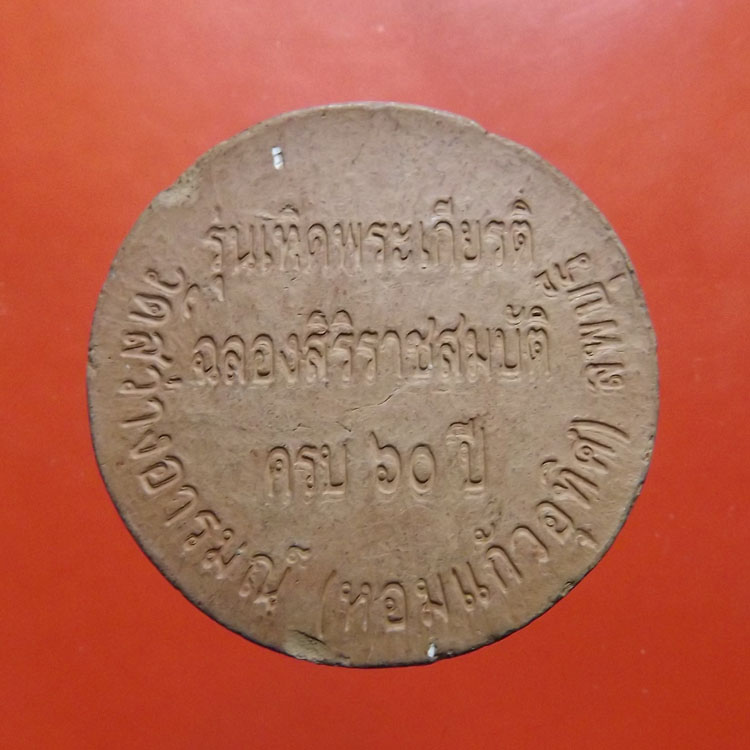 รุ่นเทิดพระเกียรติ
ฉลองสิริราชสมบัติ
ครบ ๖๐ ปี
วัดสว่างอารมณ์ (หอมแก้วอุทิศ)